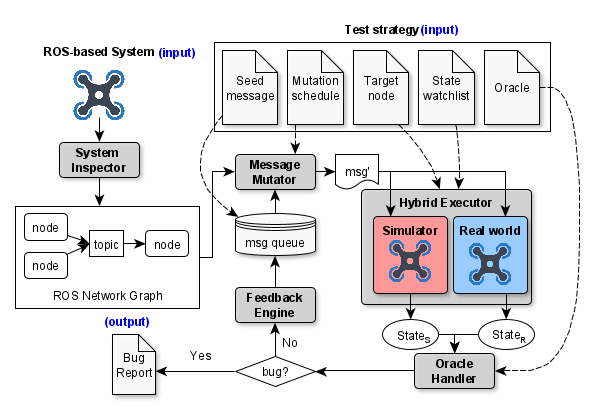 Test strategy (input)
ROS-based System (input)
Seed
message
Mutation
schedule
Target
node
State
watchlist
Oracle
System
Inspector
Message
Mutator
msg'
Hybrid Executor
node
topic
node
node
ROS Network Graph
msg queue
Simulator
Real world
Feedback
Engine
(output)
Bug
Report
Yes
No
bug?
StateS
StateR
Oracle
Handler